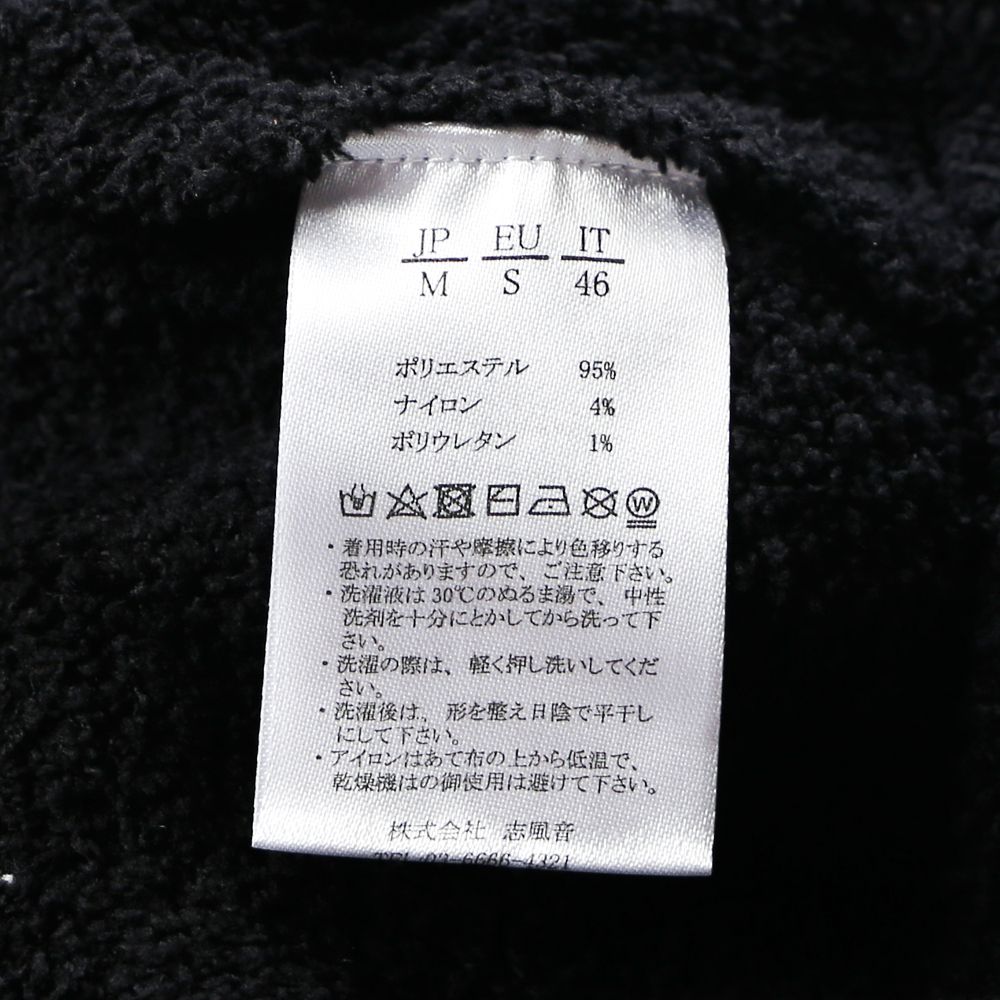 JP EU IT
M S 46
ポリエステル 95%
ナイロン 4%
ポリウレタン 1%
W
・着用時の汗や摩擦により色移りする
恐れがありますので、ご注意下さい。
・洗濯液は30℃のぬるま湯で、中性
洗剤を十分にとかしてから洗って下
さい。
・洗濯の際は、軽く押し洗いしてくだ
さい。
・洗濯後は、形を整え日陰で平干し
にして下さい。
・アイロンはあて布の上から低温で、
乾燥機はの御使用は避けて下さい。
株式会社 志風音
TEL 03-6666-4321